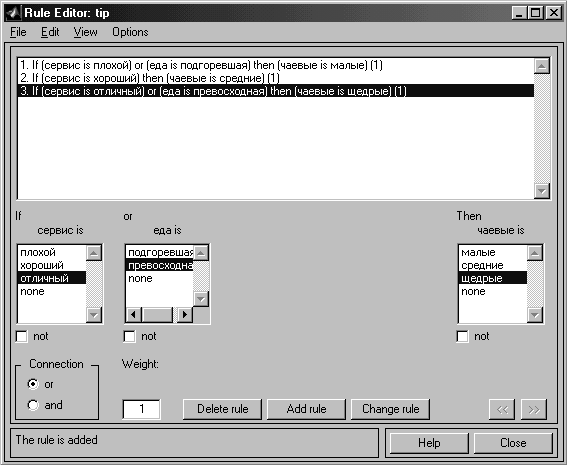 Rule Editor: tip
File Edit View Options
1. If (сервис is плохой) or (еда is подгоревшая) then (чаевые is малые) (1)
2. If (сервис is хороший) then (чаевые is средние) (1)
3. If (сервис is отличный) or (еда is превосходная) then (чаевые is щедрые) (1)
If or Then
сервис is еда is чаевые is
плохой подгоревшая малые
хороший превосходна средние
отличный none щедрые
none none
not not not
Connection Weight:
or
and 1 Delete rule Add rule Change rule << >>
The rule is added Help Close